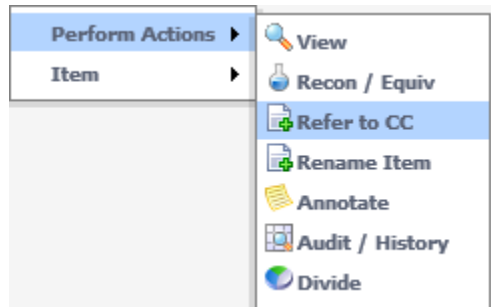 Perform Actions
Item
View
Recon / Equiv
Refer to CC
Rename Item
Annotate
Audit / History
Divide